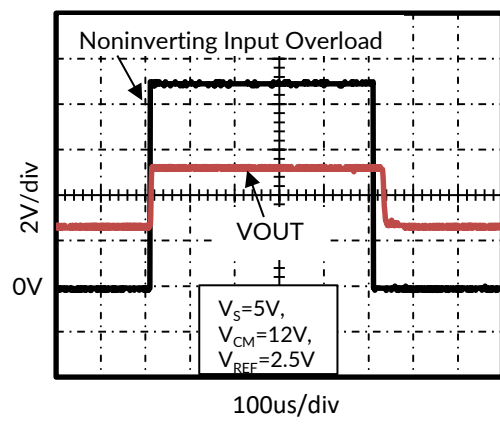 Noninverting Input Overload
2V/div
VOUT
0V
V_S=5V,
V_CM=12V,
V_REF=2.5V
100us/div